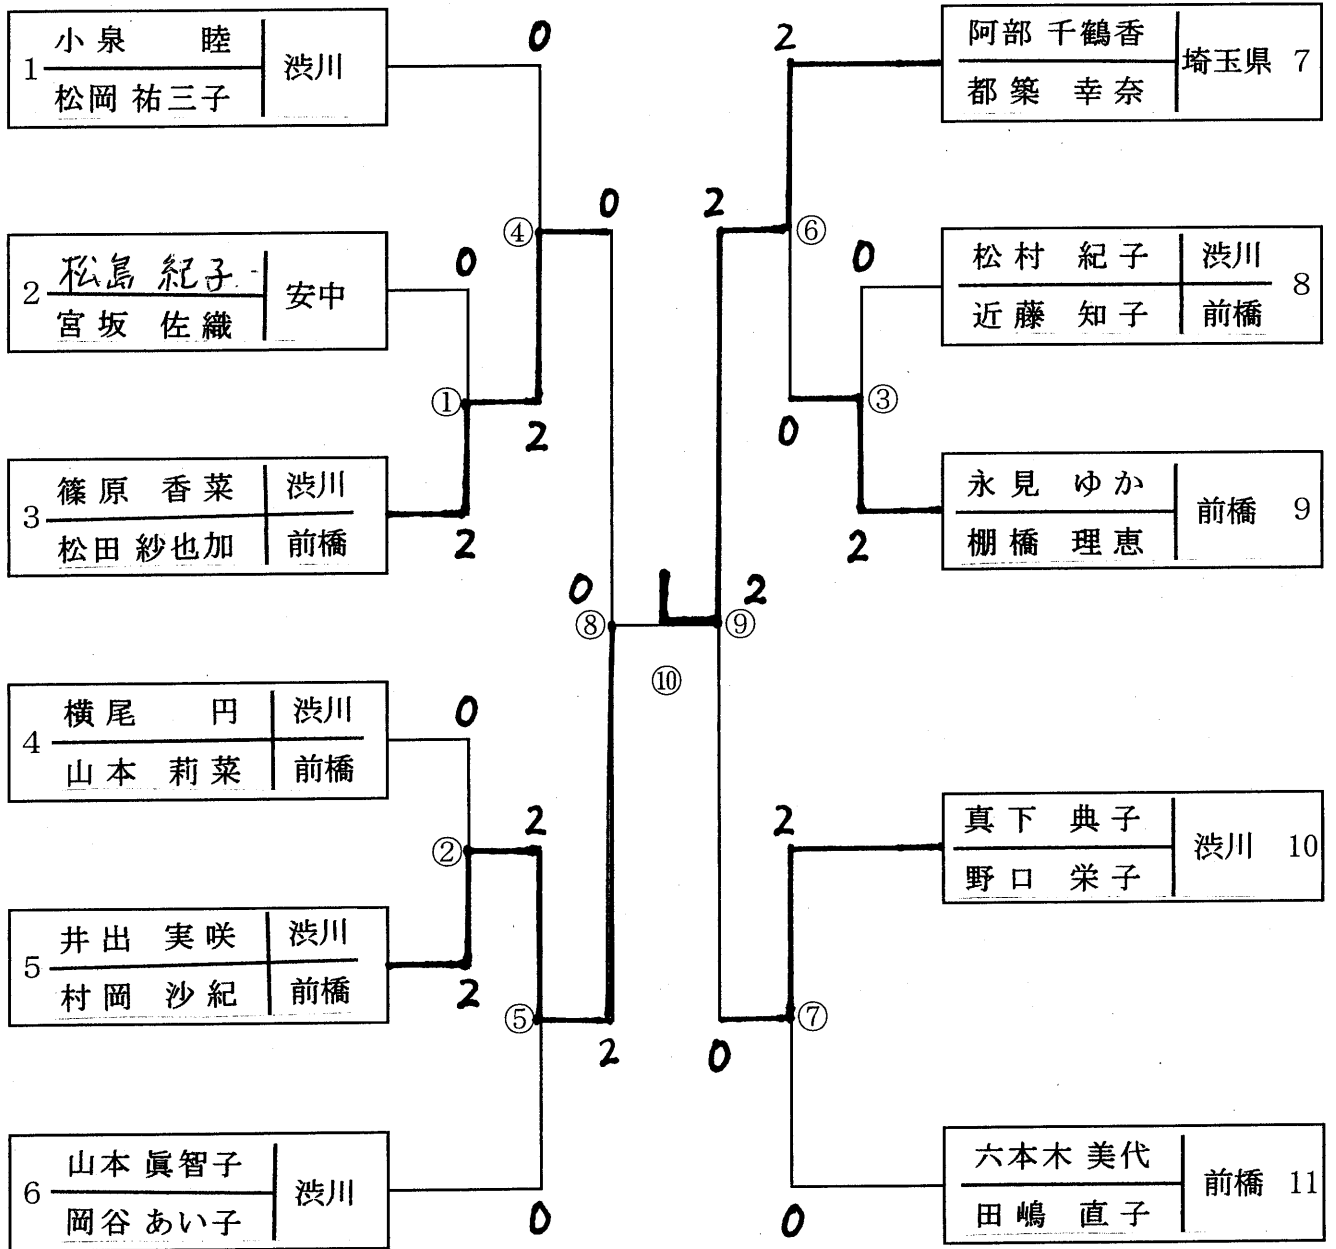 小泉 睦
1 渋川
松岡 祐三子
0
松島 紀子
2 安中
宮坂 佐織
0
④
0
①
2
篠原 香菜 渋川
3
松田 紗也加 前橋
2
0
⑧
横尾 円 渋川
4
山本 莉菜 前橋
0
②
2
井出 実咲 渋川
5
村岡 沙紀 前橋
2
⑤
2
山本 眞智子
6 渋川
岡谷 あい子
0
⑩
2
阿部 千鶴香
埼玉県 7
都築 幸奈
2
⑥
0
松村 紀子 渋川
8
近藤 知子 前橋
③
0
永見 ゆか
前橋 9
棚橋 理恵
2
2
⑨
2
真下 典子
渋川 10
野口 栄子
0
⑦
六本木 美代
前橋 11
田嶋 直子
0